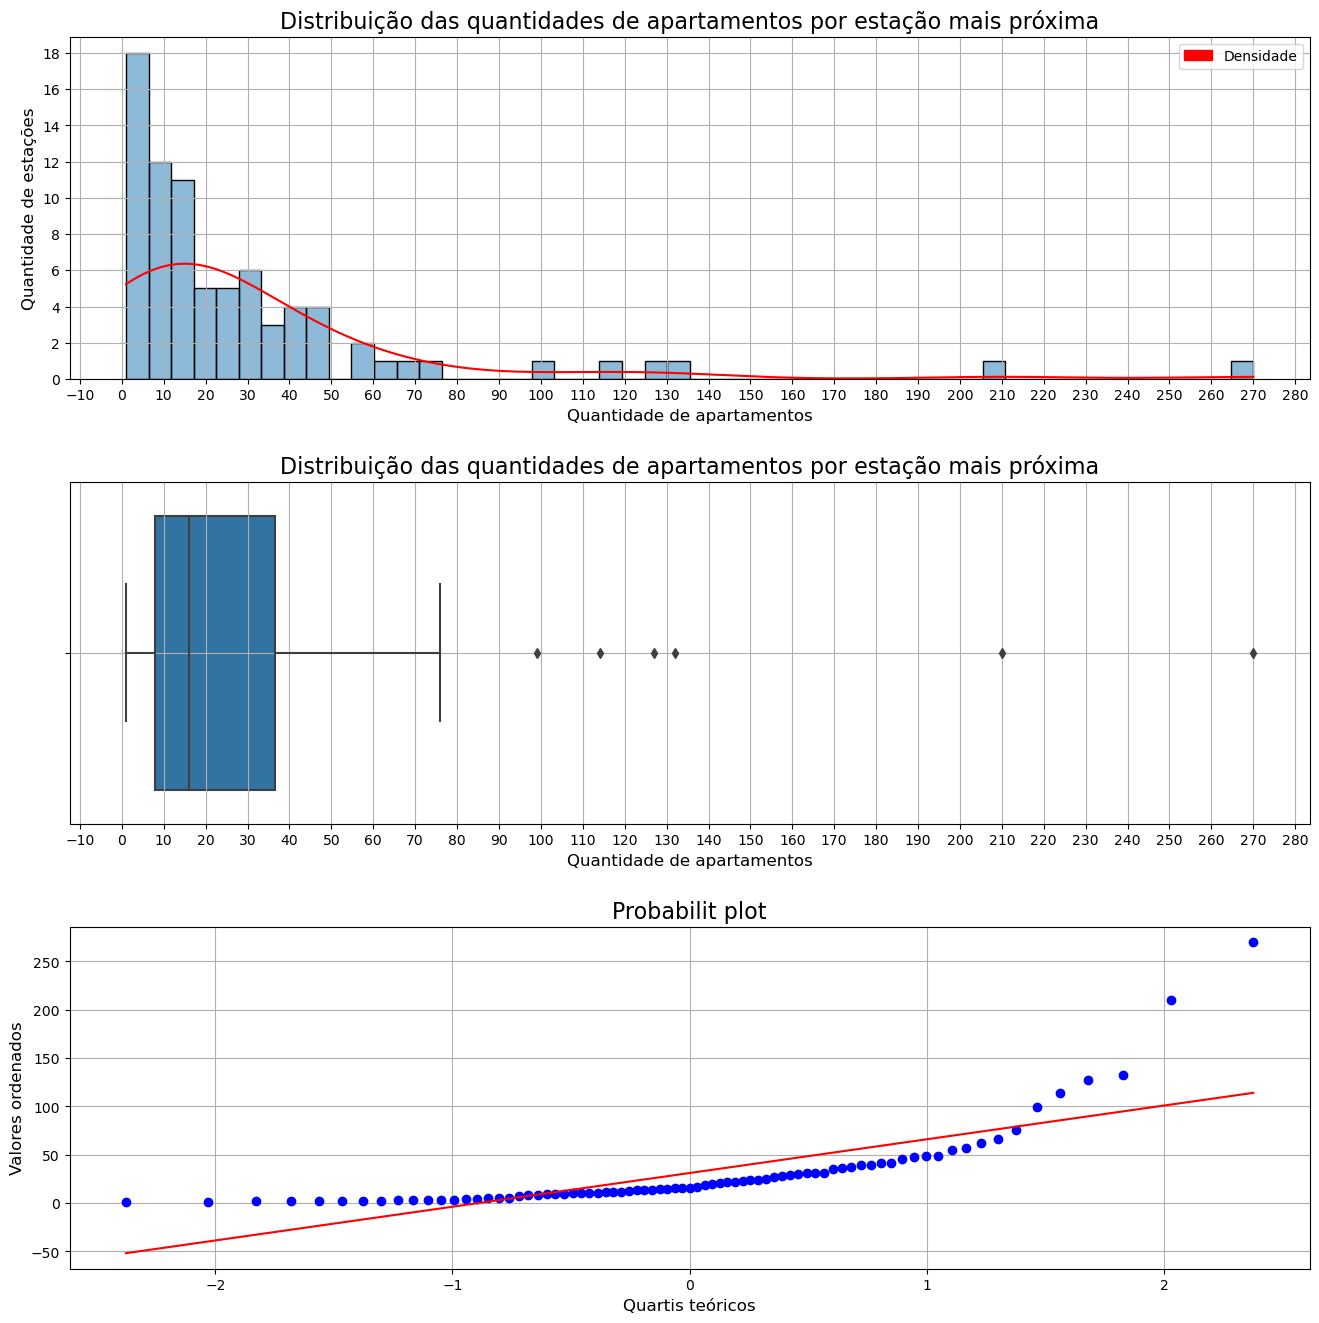 Distribuição das quantidades de apartamentos por estação mais próxima
Densidade
Quantidade de estações
18
16
14
12
10
8
6
4
2
0
−10 0 10 20 30 40 50 60 70 80 90 100 110 120 130 140 150 160 170 180 190 200 210 220 230 240 250 260 270 280
Quantidade de apartamentos
Distribuição das quantidades de apartamentos por estação mais próxima
−10 0 10 20 30 40 50 60 70 80 90 100 110 120 130 140 150 160 170 180 190 200 210 220 230 240 250 260 270 280
Quantidade de apartamentos
Probabilit plot
Valores ordenados
250
200
150
100
50
0
−50
−2 −1 0 1 2
Quartis teóricos